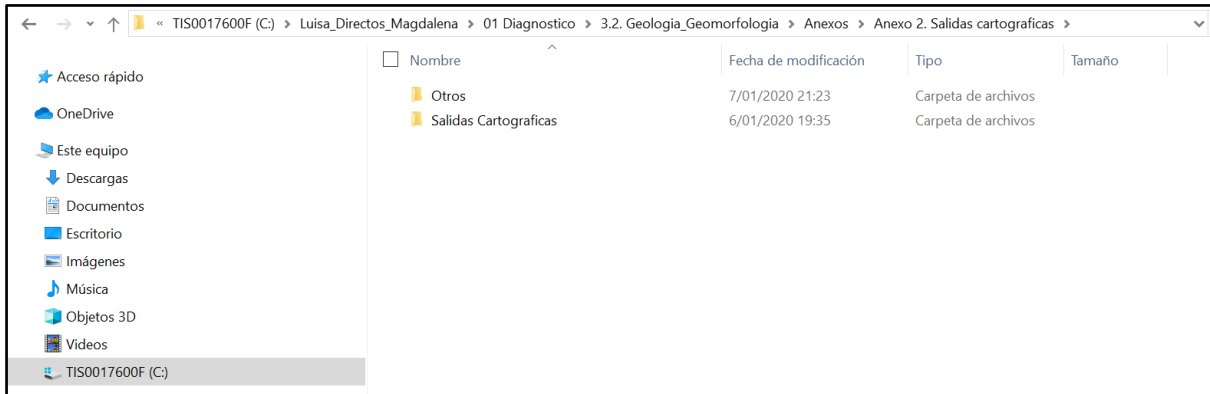 « TIS0017600F (C:) > Luisa_Directos_Magdalena > 01 Diagnostico > 3.2. Geologia_Geomorfologia > Anexos > Anexo 2. Salidas cartograficas >
Nombre Fecha de modificación Tipo Tamaño
Acceso rápido
Otros 7/01/2020 21:23 Carpeta de archivos
OneDrive
Salidas Cartograficas 6/01/2020 19:35 Carpeta de archivos
Este equipo
Descargas
Documentos
Escritorio
Imágenes
Música
Objetos 3D
Videos
TIS0017600F (C:)